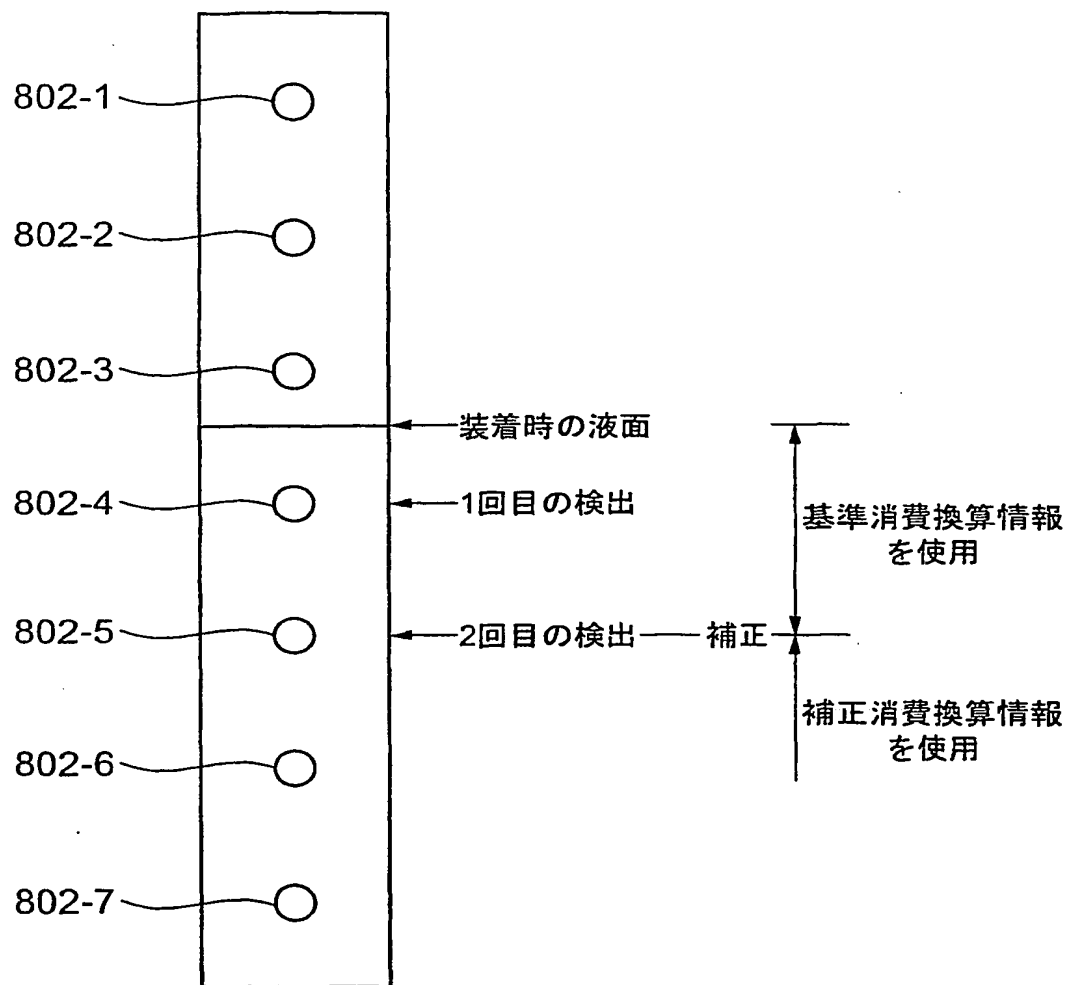 802-1
802-2
802-3
装着時の液面
802-4
1回目の検出
基準消費換算情報
を使用
802-5
2回目の検出
補正
補正消費換算情報
を使用
802-6
802-7